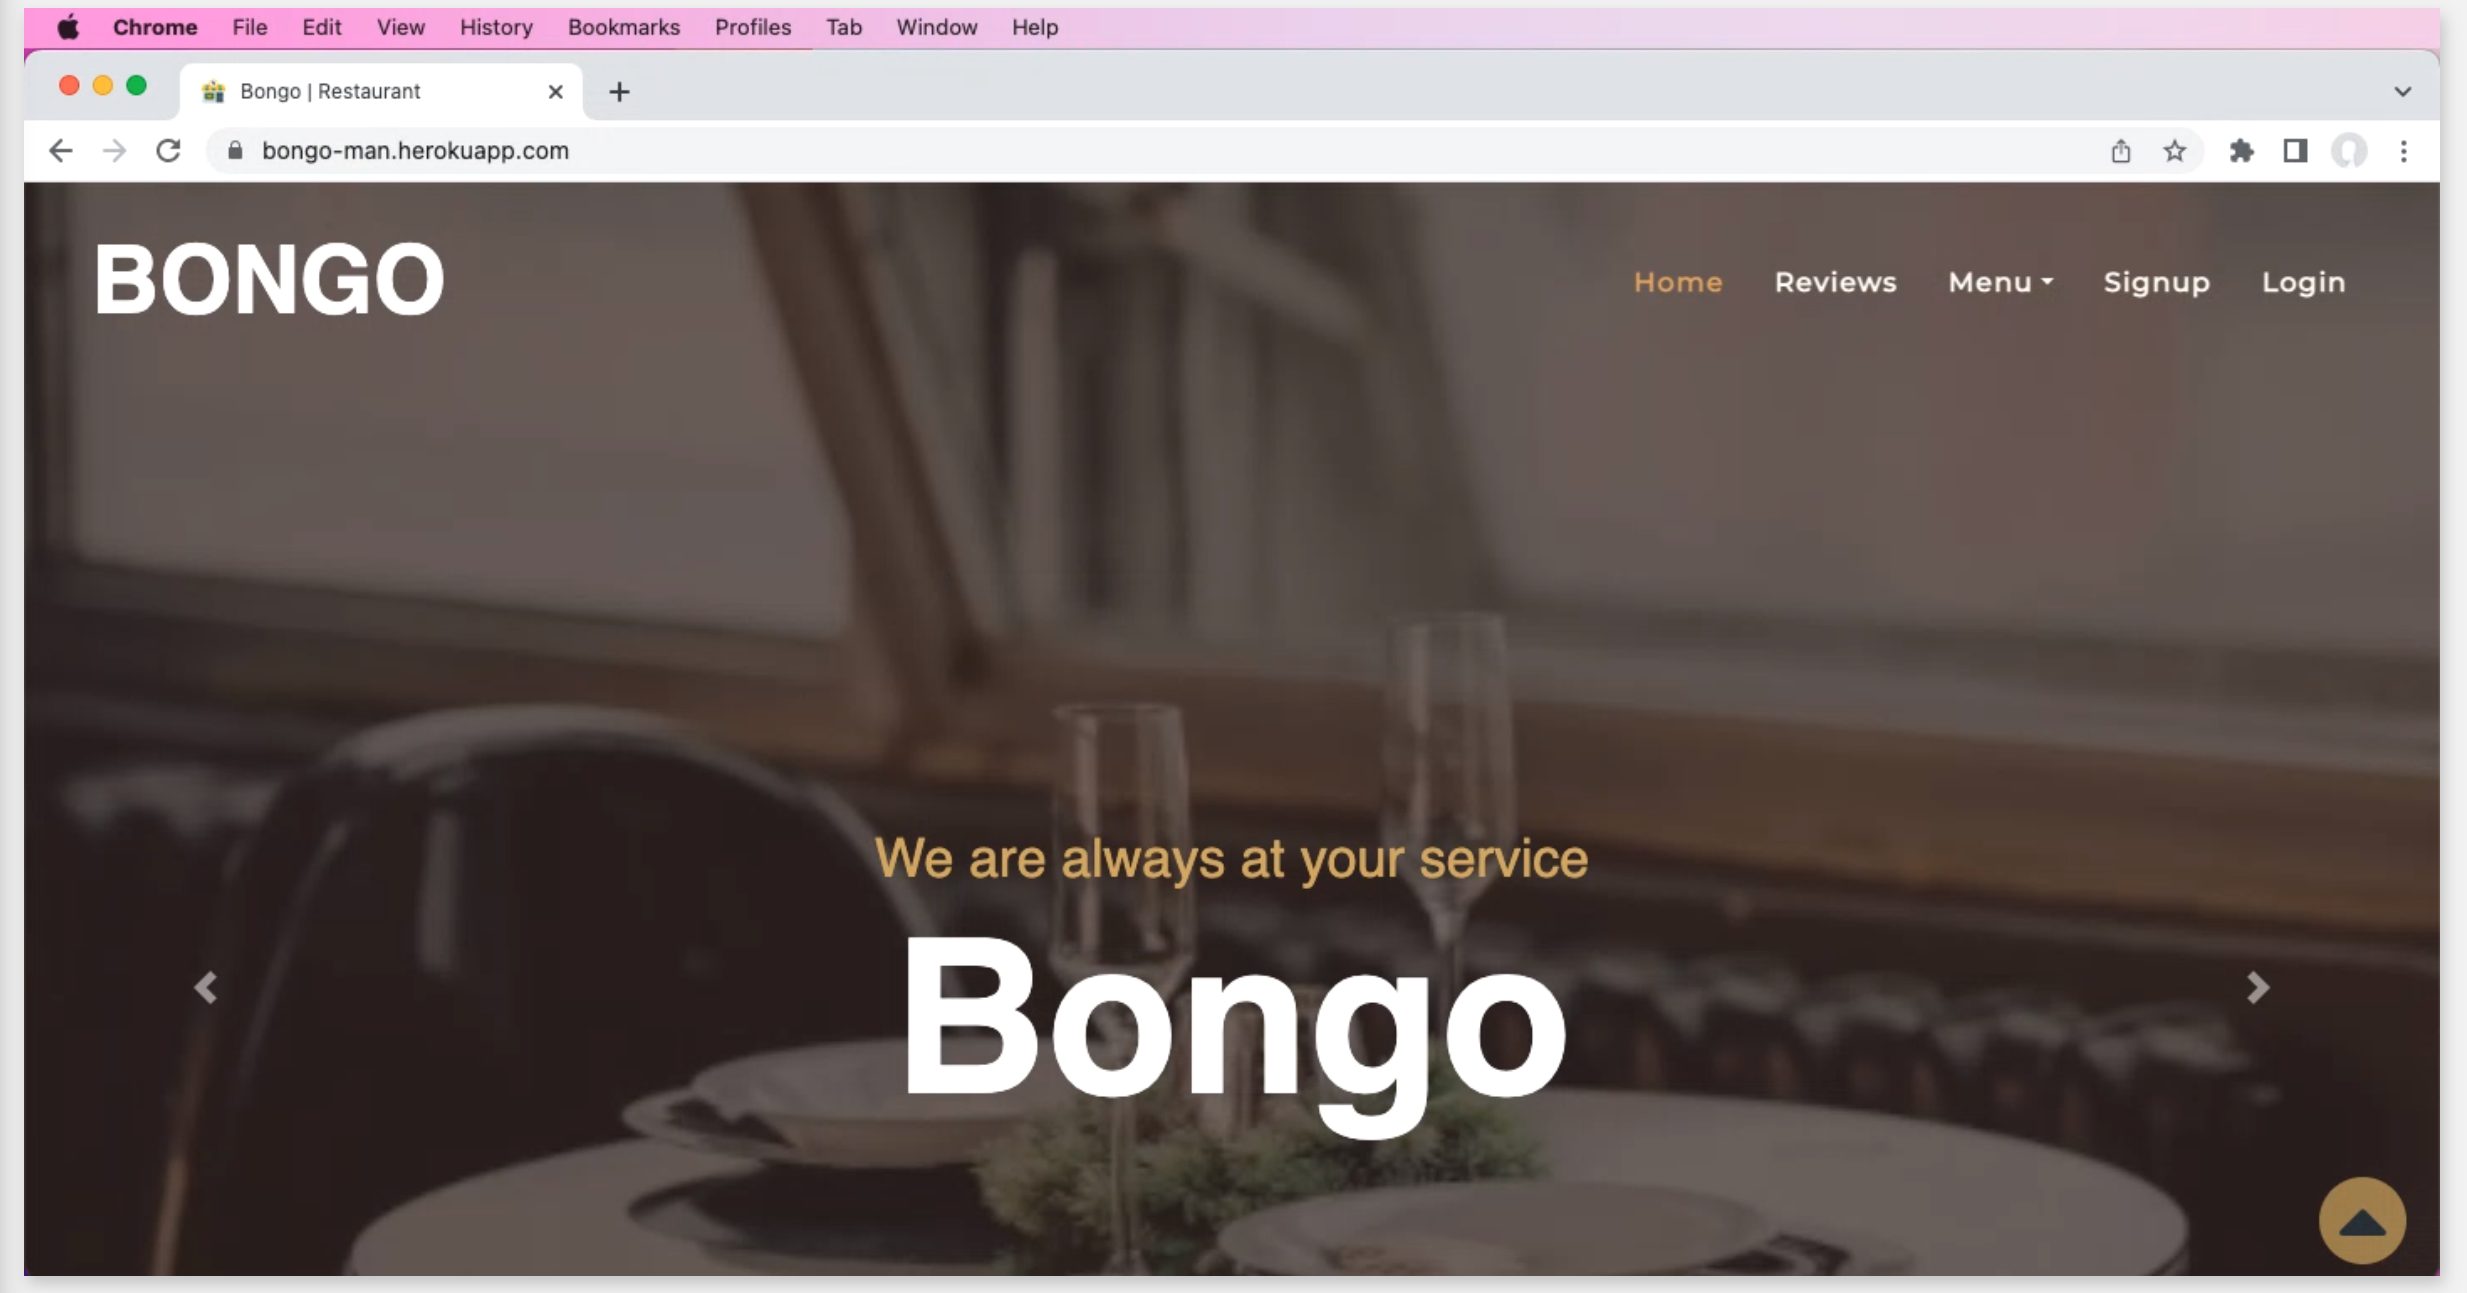 Chrome File Edit View History Bookmarks Profiles Tab Window Help
Bongo | Restaurant
bongo-man.herokuapp.com
BONGO
Home Reviews Menu Signup Login
We are always at your service
Bongo